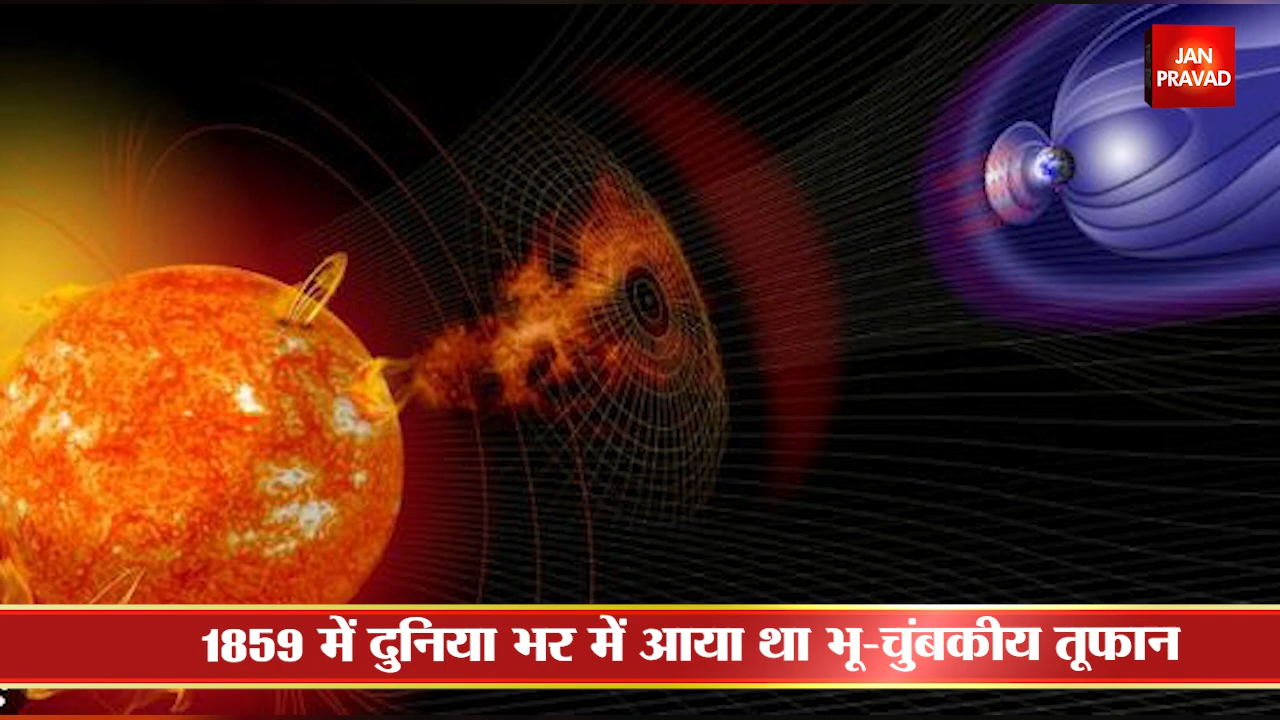 JAN
PRAVAD
1859 में दुनिया भर में आया था भू-चुंबकीय तूफान